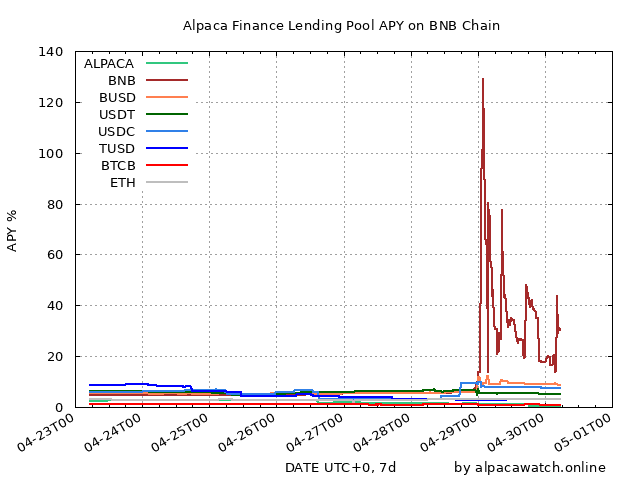 Alpaca Finance Lending Pool APY on BNB Chain
APY %
140
120
100
80
60
40
20
0
ALPACA
BNB
BUSD
USDT
USDC
TUSD
BTCB
ETH
04-23T00
04-24T00
04-25T00
04-26T00
04-27T00
04-28T00
04-29T00
04-30T00
05-01T00
DATE UTC+0, 7d
by alpacawatch.online